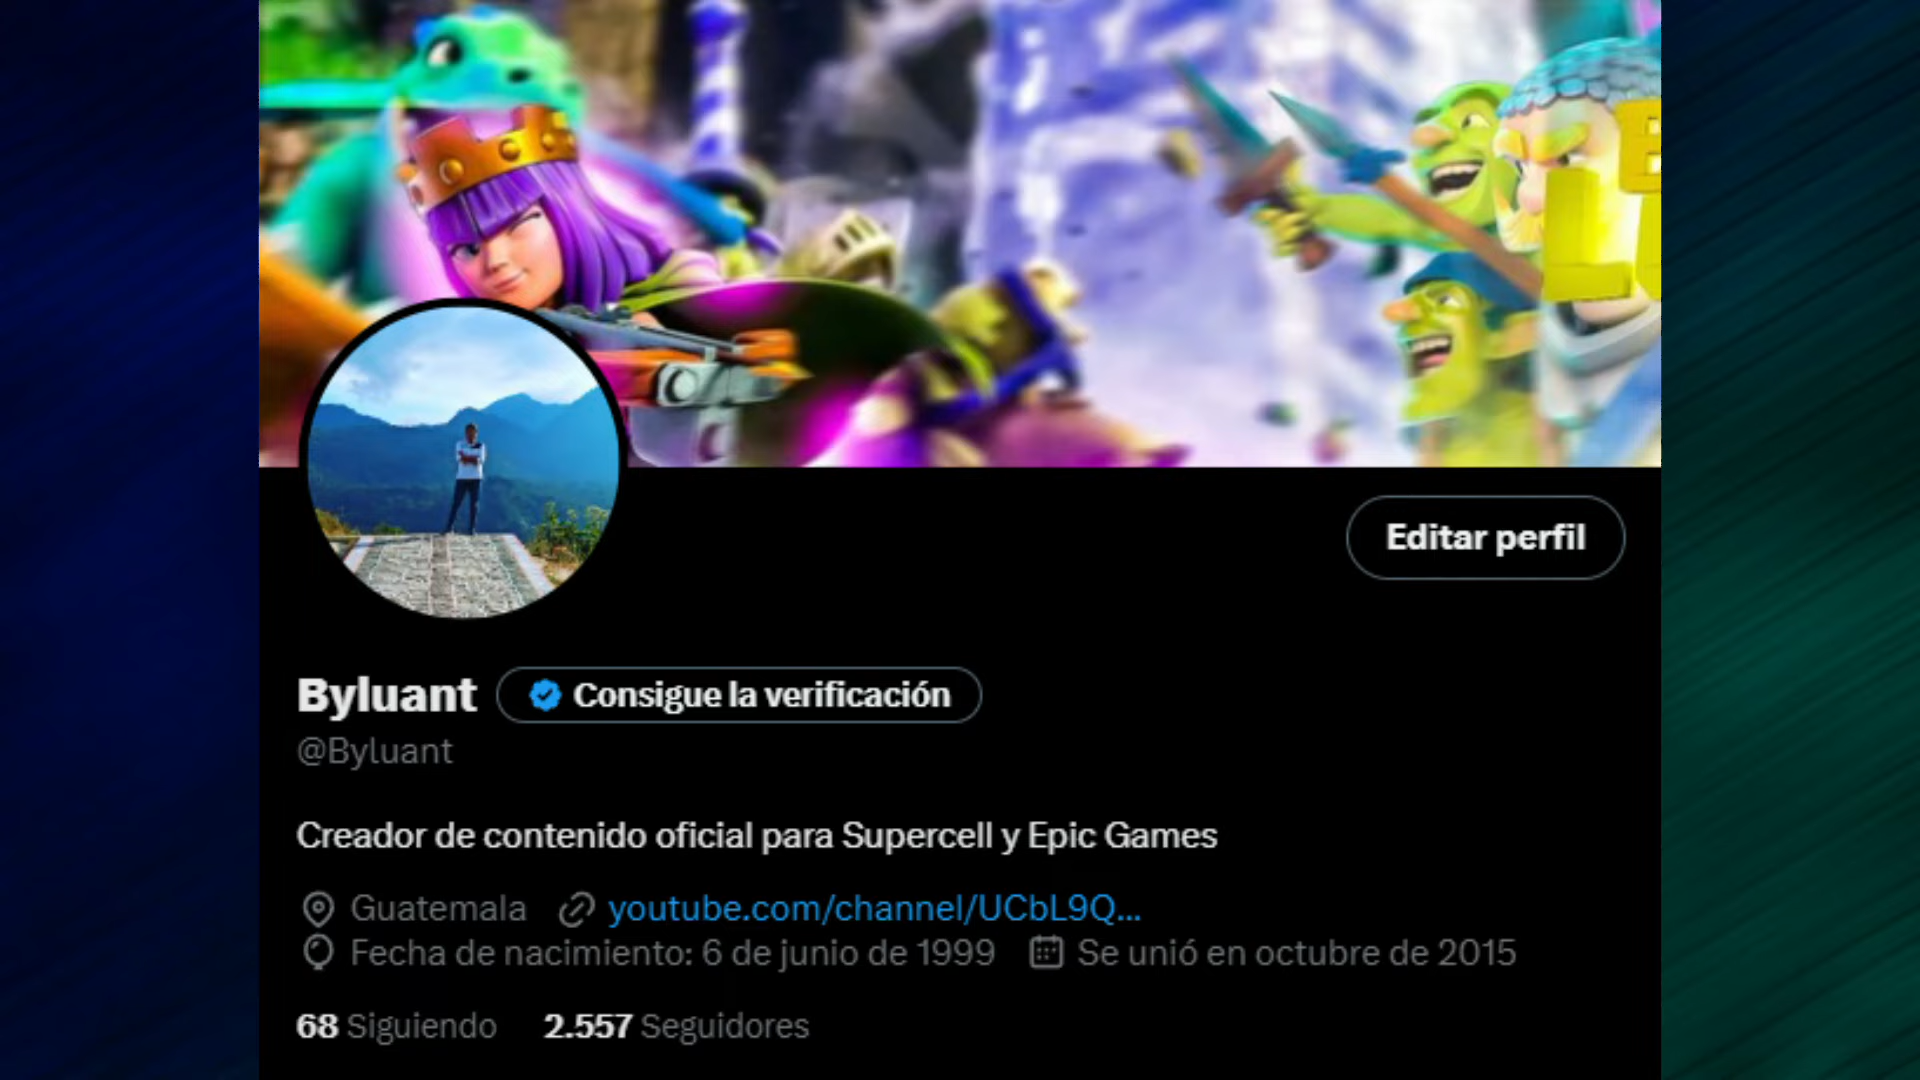 Editar perfil
Byluant
Consigue la verificación
@Byluant
Creador de contenido oficial para Supercell y Epic Games
Guatemala youtube.com/channel/UCbL9Q...
Fecha de nacimiento: 6 de junio de 1999 Se unió en octubre de 2015
68 Siguiendo 2.557 Seguidores